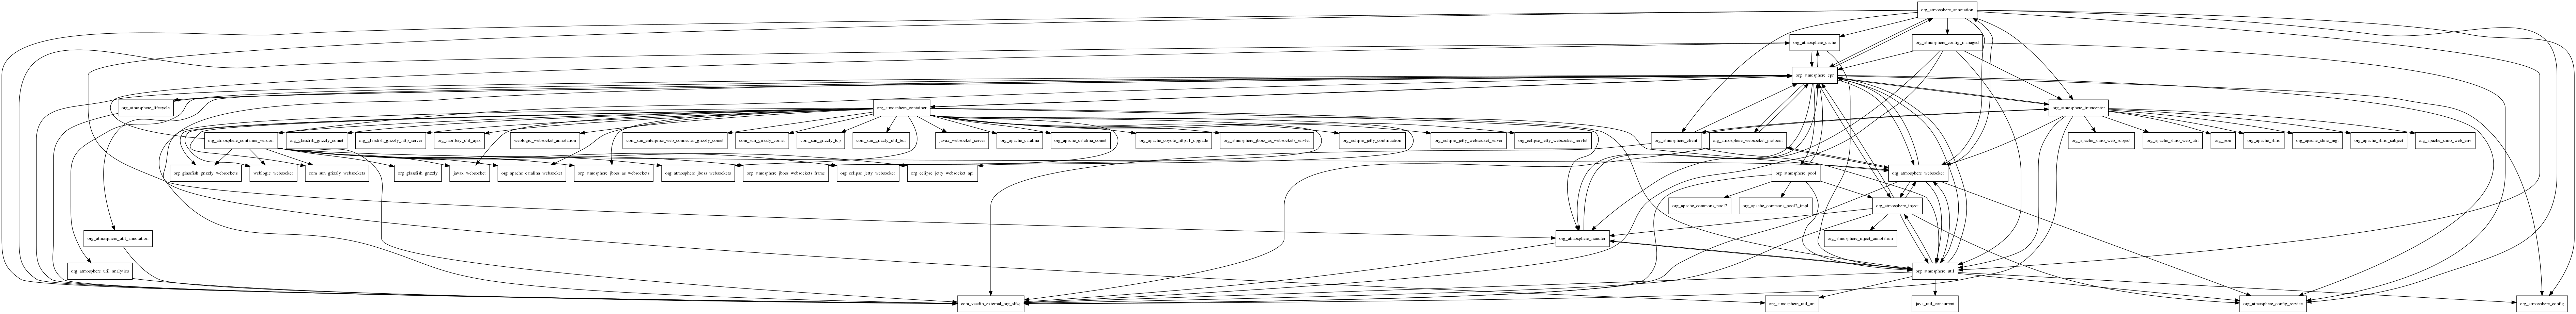 org_atmosphere_annotation
org_atmosphere_cache
org_atmosphere_config_managed
org_atmosphere_cpr
org_atmosphere_lifecycle
org_atmosphere_container
org_atmosphere_interceptor
org_atmosphere_container_version
org_glassfish_grizzly_comet
org_glassfish_grizzly_http_server
org_mortbay_util_ajax
weblogic_websocket_annotation
com_sun_enterprise_web_connector_grizzly_comet
com_sun_grizzly_comet
com_sun_grizzly_tcp
com_sun_grizzly_util_buf
javax_websocket_server
org_apache_catalina
org_apache_catalina_comet
org_apache_coyote_http11_upgrade
org_atmosphere_jboss_as_websockets_servlet
org_eclipse_jetty_continuation
org_eclipse_jetty_websocket_server
org_eclipse_jetty_websocket_servlet
org_atmosphere_client
org_atmosphere_websocket_protocol
org_apache_shiro_web_subject
org_apache_shiro_web_util
org_json
org_apache_shiro
org_apache_shiro_mgt
org_apache_shiro_subject
org_apache_shiro_web_env
org_glassfish_grizzly_websockets
weblogic_websocket
com_sun_grizzly_websockets
org_glassfish_grizzly
javax_websocket
org_apache_catalina_websocket
org_atmosphere_jboss_as_websockets
org_atmosphere_jboss_websockets
org_atmosphere_jboss_websockets_frame
org_eclipse_jetty_websocket
org_eclipse_jetty_websocket_api
org_atmosphere_pool
org_atmosphere_websocket
org_apache_commons_pool2
org_apache_commons_pool2_impl
org_atmosphere_inject
org_atmosphere_util_annotation
org_atmosphere_handler
org_atmosphere_inject_annotation
org_atmosphere_util_analytics
org_atmosphere_util
com_vaadin_external_org_slf4j
org_atmosphere_util_uri
java_util_concurrent
org_atmosphere_config_service
org_atmosphere_config